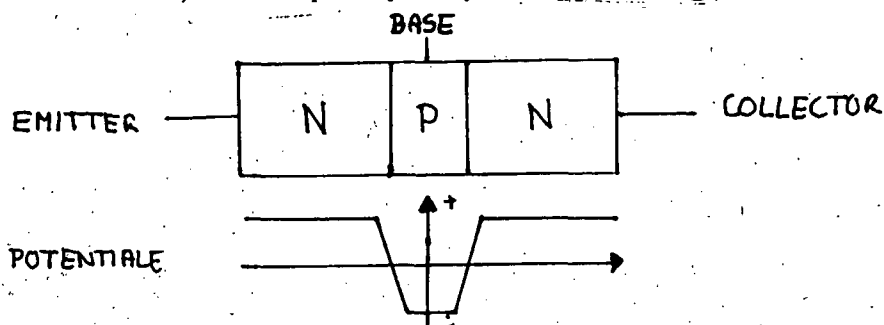 BASE
EMITTER N P N COLLECTOR
+
POTENTIALE